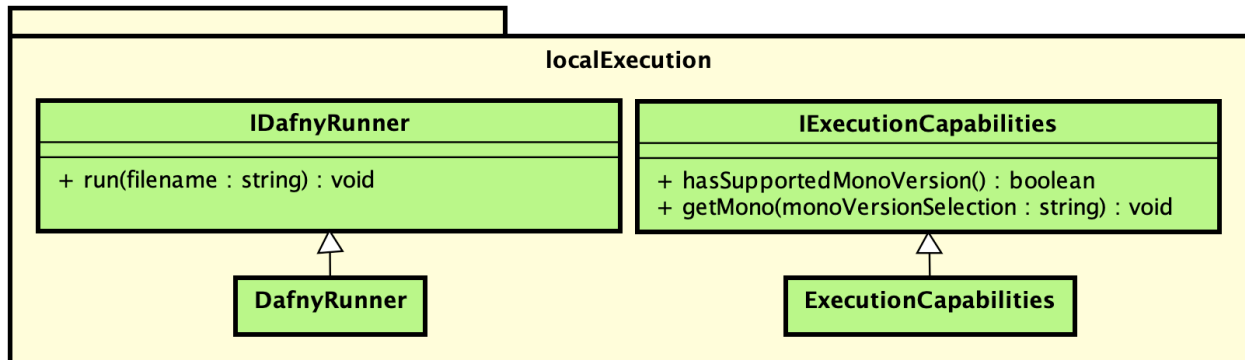 localExecution
IDafnyRunner
+ run(filename : string) : void
IExecutionCapabilities
+ hasSupportedMonoVersion() : boolean
+ getMono(monoVersionSelection : string) : void
DafnyRunner
ExecutionCapabilities